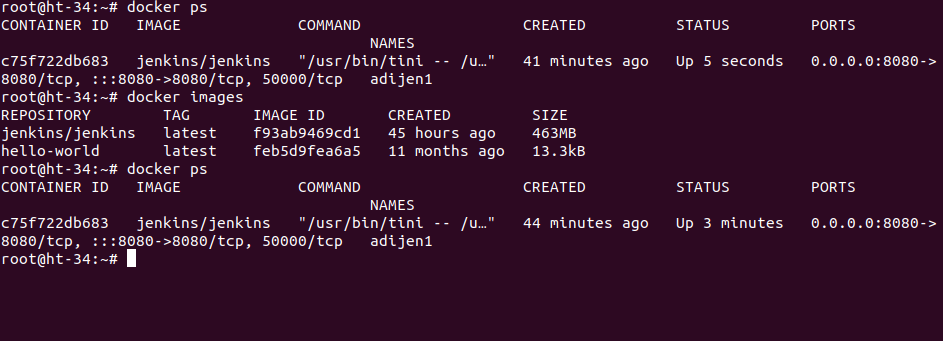 root@ht-34:~# docker ps
CONTAINER ID   IMAGE             COMMAND                  CREATED          STATUS         PORTS
                                         NAMES
c75f722db683   jenkins/jenkins   "/usr/bin/tini -- /u…"   41 minutes ago   Up 5 seconds   0.0.0.0:8080->
8080/tcp, :::8080->8080/tcp, 50000/tcp   adijen1
root@ht-34:~# docker images
REPOSITORY        TAG       IMAGE ID       CREATED         SIZE
jenkins/jenkins   latest    f93ab9469cd1   45 hours ago    463MB
hello-world       latest    feb5d9fea6a5   11 months ago   13.3kB
root@ht-34:~# docker ps
CONTAINER ID   IMAGE             COMMAND                  CREATED          STATUS         PORTS
                                         NAMES
c75f722db683   jenkins/jenkins   "/usr/bin/tini -- /u…"   44 minutes ago   Up 3 minutes   0.0.0.0:8080->
8080/tcp, :::8080->8080/tcp, 50000/tcp   adijen1
root@ht-34:~#